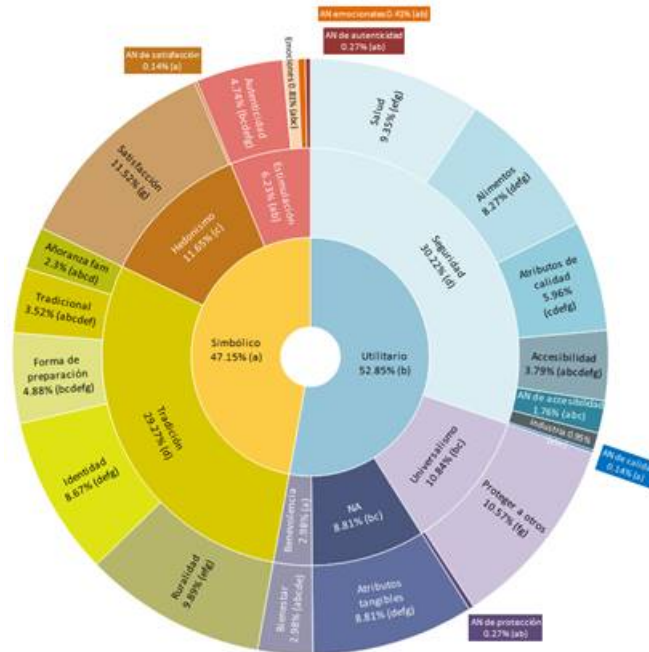 AN emocionales 0.41% (ab)
AN de autenticidad
0.27% (ab)
AN de satisfacción
0.14% (a)
Emociones 0.81% (abc)
Autenticidad
4.74% (bcdefg)
Salud
9.35% (efg)
Satisfacción
11.52% (g)
Alimentos
8.27% (defg)
Estimulación
6.23% (ab)
Hedonismo
11.65% (c)
Seguridad
30.22% (d)
Añoranza fam
2.3% (abcd)
Atributos de
calidad
5.96%
(cdefg)
Tradicional
3.52% (abcdef)
Simbólico
47.15% (a)
Utilitario
52.85% (b)
Accesibilidad
3.79% (abcdefg)
Forma de
preparación
4.88% (bcdefg)
AN de accesibilidad
1.76% (abc)
Industria 0.95%
AN de calidad
0.14% (a)
Tradición
29.27% (d)
Universalismo
10.84% (bc)
Identidad
8.67% (defg)
Proteger a otros
10.57% (fg)
Benevolencia
2.98% (a)
NA
8.81% (bc)
Ruralidad
9.89% (efg)
Bienestar
2.98% (abcde)
Atributos
tangibles
8.81% (defg)
AN de protección
0.27% (ab)